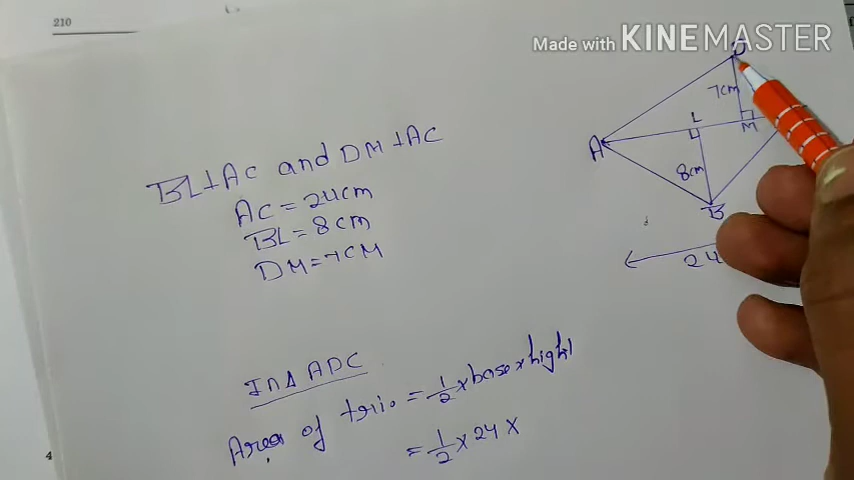 210
Made with KINEMASTER
D
7cm
L
M
A
8cm
B
24
BL⊥AC and DM⊥AC
AC = 24cm
BL = 8cm
DM = 7CM
In Δ ADC
Area of trio = 1/2 × base × hight
= 1/2 × 24 ×
4